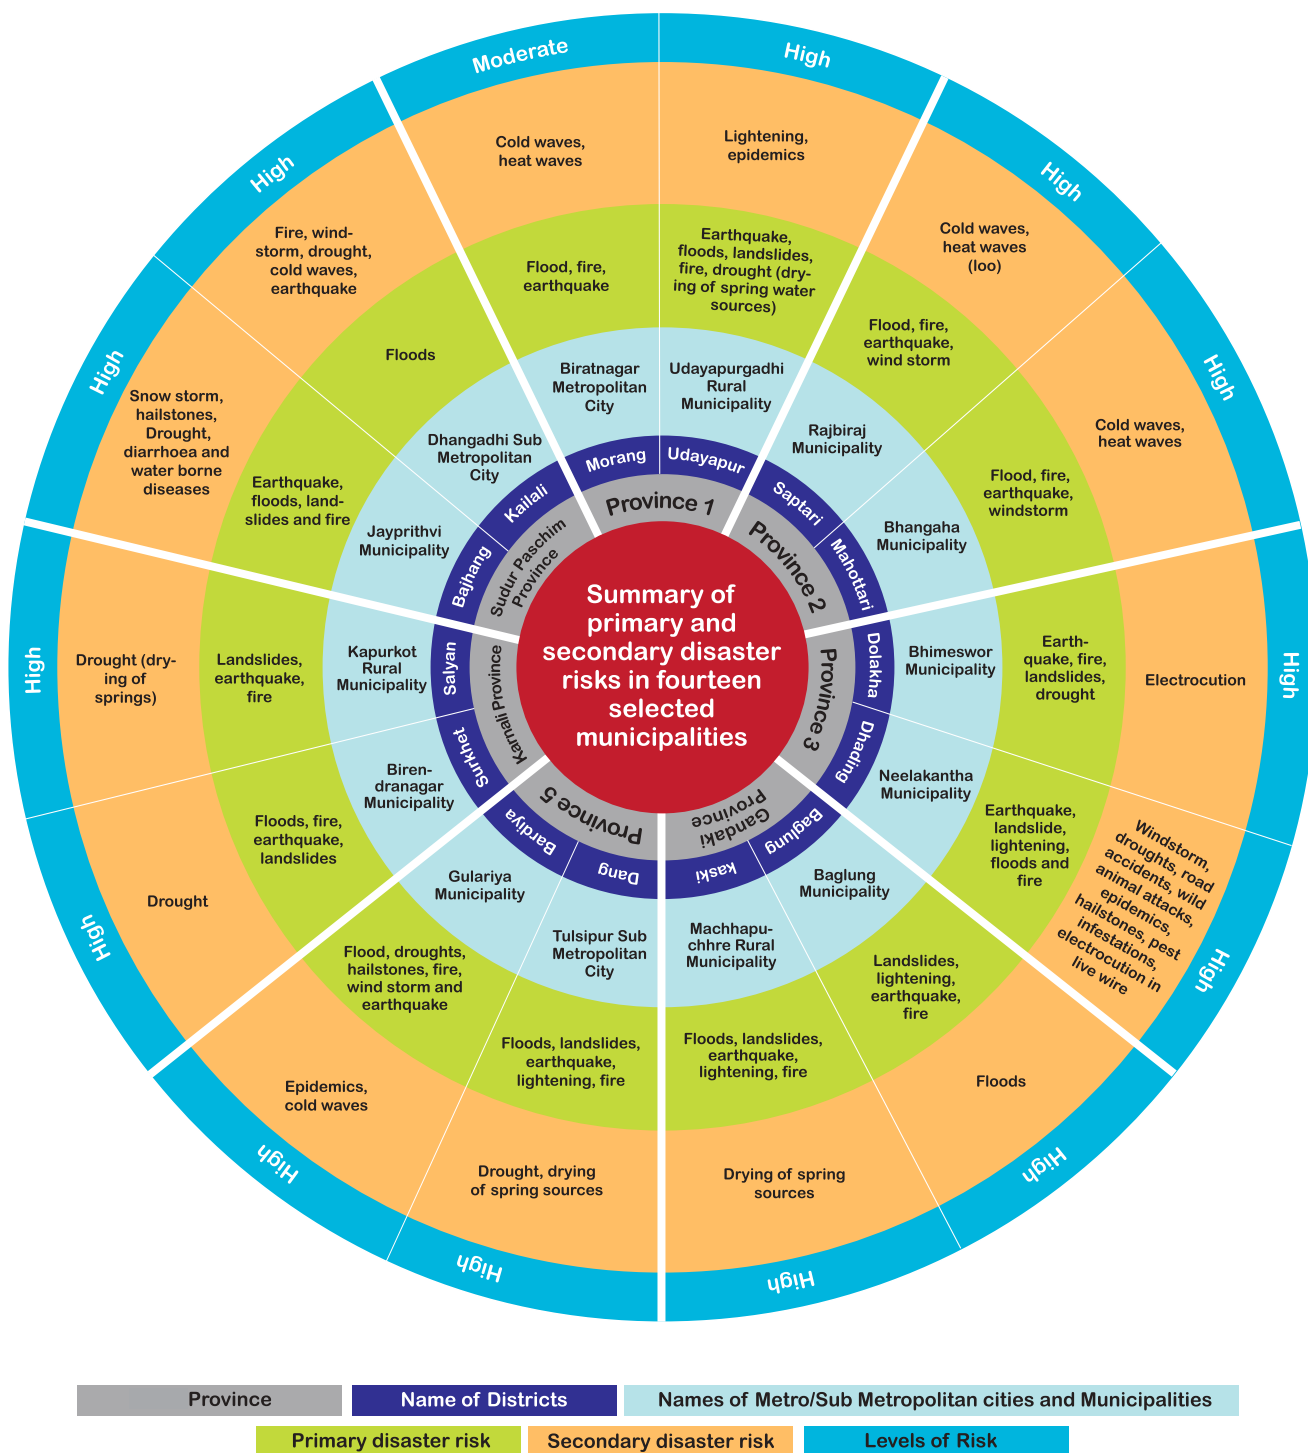 Summary of
primary and
secondary disaster
risks in fourteen
selected
municipalities
Province 1
Morang
Biratnagar
Metropolitan
City
Flood, fire,
earthquake
Cold waves,
heat waves
Moderate
Udayapur
Udayapurgadhi
Rural
Municipality
Earthquake,
floods, landslides,
fire, drought (dry-
ing of spring water
sources)
Lightening,
epidemics
High
Province 2
Saptari
Rajbiraj
Municipality
Flood, fire,
earthquake,
wind storm
Cold waves,
heat waves
(loo)
High
Mahottari
Bhangaha
Municipality
Flood, fire,
earthquake,
windstorm
Cold waves,
heat waves
High
Province 3
Dolakha
Bhimeswor
Municipality
Earth-
quake, fire,
landslides,
drought
Electrocution
High
Dhading
Neelakantha
Municipality
Earthquake,
landslide,
lightening,
floods and
fire
Windstorm,
droughts, road
accidents, wild
animal attacks,
epidemics,
hailstones, pest
infestations,
electrocution in
live wire
High
Gandaki
Province
Baglung
Baglung
Municipality
Landslides,
lightening,
earthquake,
fire
Floods
High
kaski
Machhapu-
chhre Rural
Municipality
Floods, landslides,
earthquake,
lightening, fire
Drying of spring
sources
High
Province 5
Dang
Tulsipur Sub
Metropolitan
City
Floods, landslides,
earthquake,
lightening, fire
Drought, drying
of spring sources
High
Bardiya
Gulariya
Municipality
Flood, droughts,
hailstones, fire,
wind storm and
earthquake
Epidemics,
cold waves
High
Karnali Province
Surkhet
Biren-
dranagar
Municipality
Floods, fire,
earthquake,
landslides
Drought
High
Salyan
Kapurkot
Rural
Municipality
Landslides,
earthquake,
fire
Drought (dry-
ing of
springs)
High
Sudur Paschim
Province
Bajhang
Jayprithvi
Municipality
Earthquake,
floods, land-
slides and fire
Snow storm,
hailstones,
Drought,
diarrhoea and
water borne
diseases
High
Kailali
Dhangadhi Sub
Metropolitan
City
Floods
Fire, wind-
storm, drought,
cold waves,
earthquake
High
Province
Name of Districts
Names of Metro/Sub Metropolitan cities and Municipalities
Primary disaster risk
Secondary disaster risk
Levels of Risk